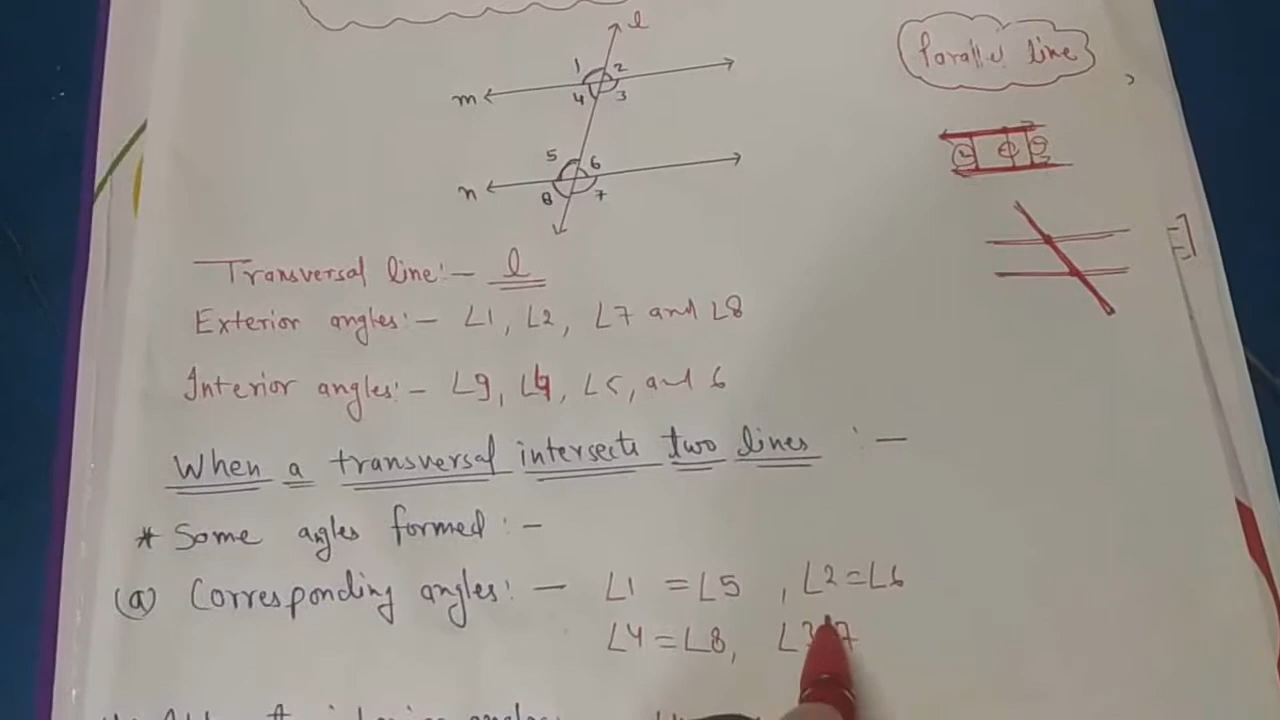 l
Parallel line
1 2
m 4 3
5 6
n 8 7
Transversal line:- l
Exterior angles:- ∠1, ∠2, ∠7 and ∠8
Interior angles:- ∠3, ∠4, ∠5, and 6
When a transversal intersects two lines :-
* Some angles formed:-
(a) Corresponding angles:- ∠1 = ∠5 , ∠2 = ∠6
∠4 = ∠8, ∠3 7